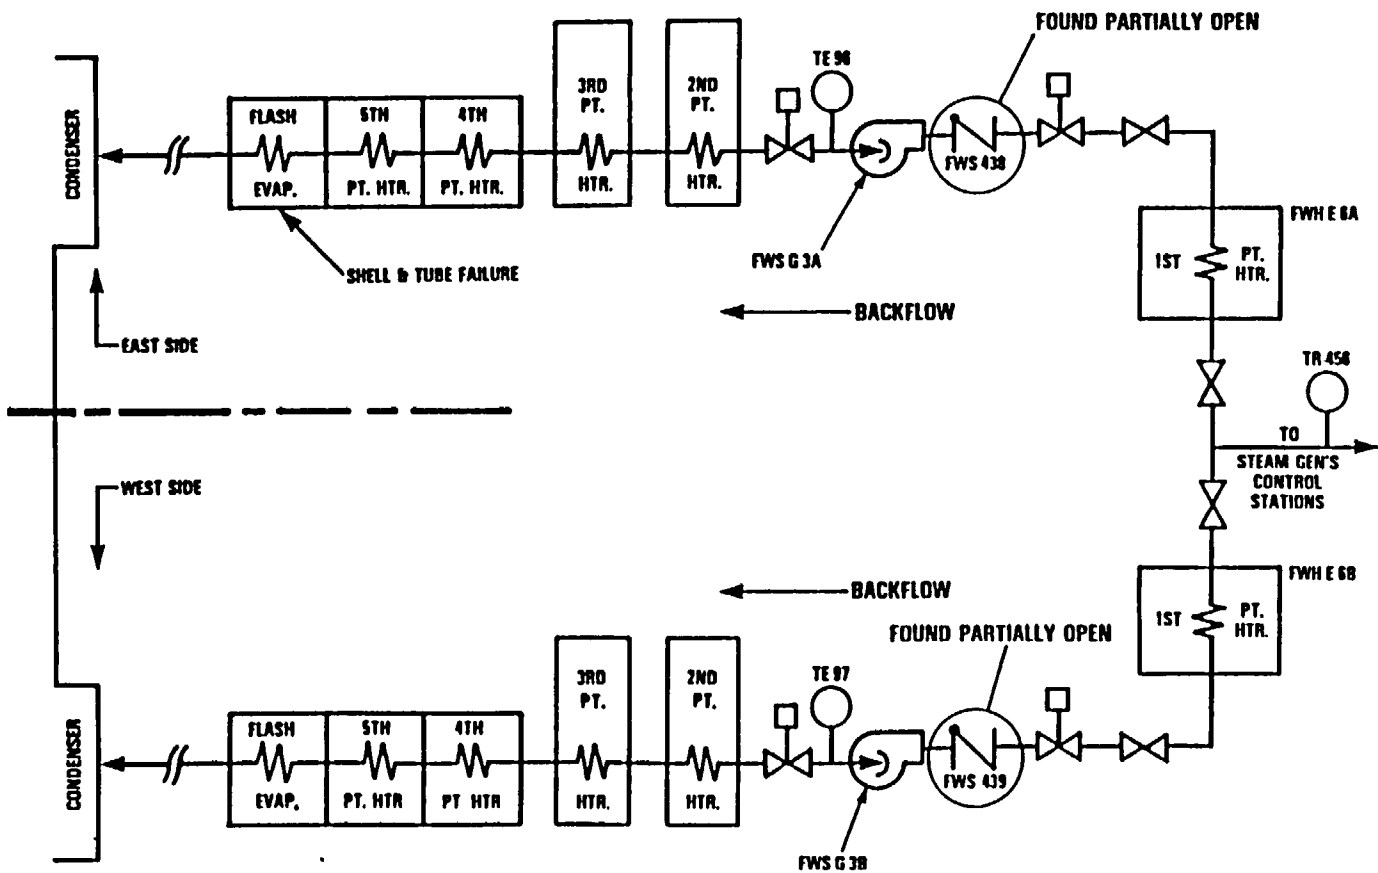 FOUND PARTIALLY OPEN
TE 96
3RD
PT.
HTR.
2ND
PT.
HTR.
FLASH
EVAP.
5TH
PT. HTR.
4TH
PT. HTR.
CONDENSER
FWS 438
FWS G 3A
SHELL & TUBE FAILURE
FWH E 6A
1ST
PT.
HTR.
BACKFLOW
EAST SIDE
TR 456
TO
STEAM GEN'S
CONTROL
STATIONS
WEST SIDE
BACKFLOW
FWH E 6B
1ST
PT.
HTR.
FOUND PARTIALLY OPEN
TE 97
3RD
PT.
HTR.
2ND
PT.
HTR.
FLASH
EVAP.
5TH
PT. HTR
4TH
PT HTR
CONDENSER
FWS 439
FWS G 3B